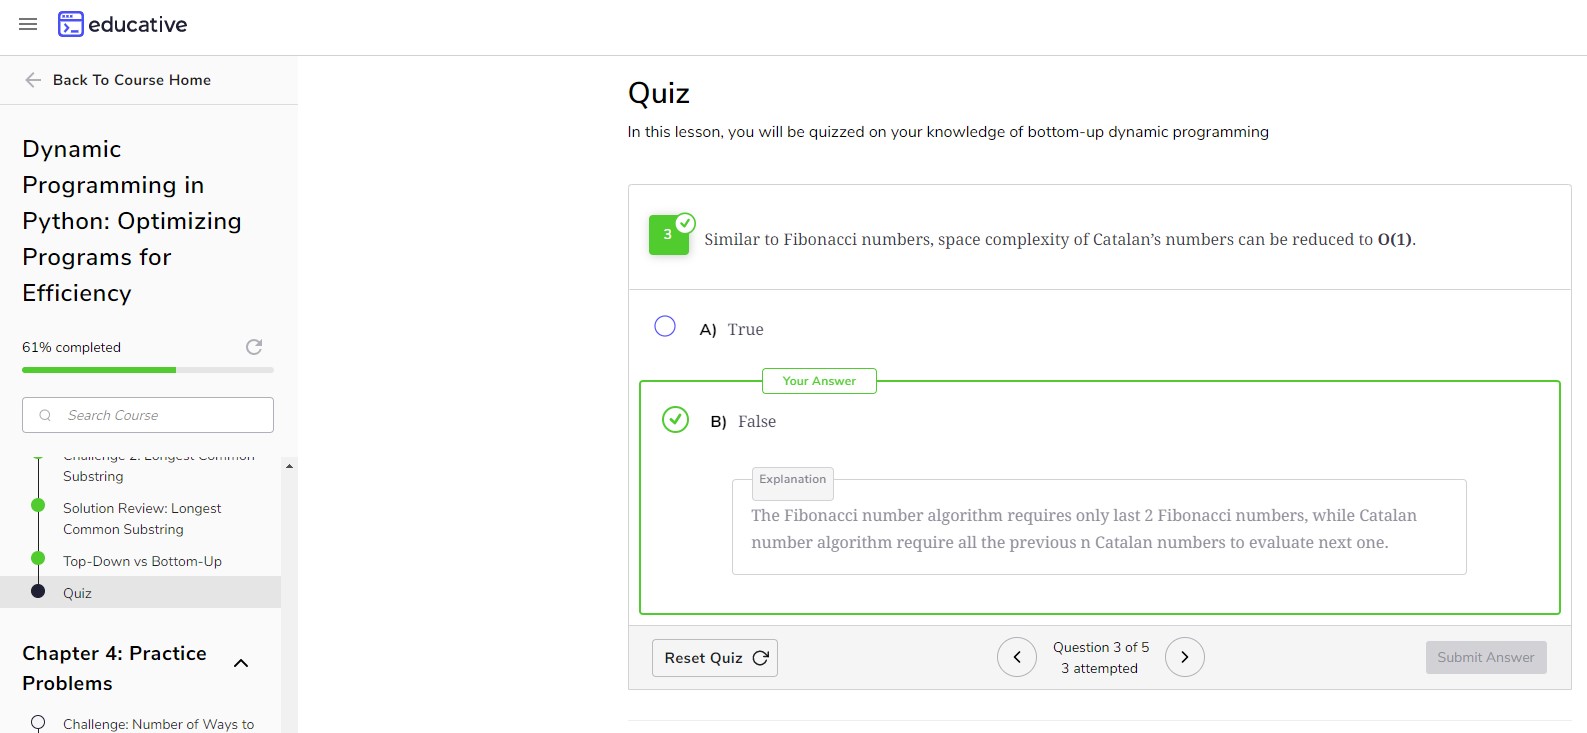 educative
Back To Course Home
Dynamic
Programming in
Python: Optimizing
Programs for
Efficiency
61% completed
Search Course
Challenge 2: Longest Common
Substring
Solution Review: Longest
Common Substring
Top-Down vs Bottom-Up
Quiz
Chapter 4: Practice
Problems
Challenge: Number of Ways to
Quiz
In this lesson, you will be quizzed on your knowledge of bottom-up dynamic programming
3
Similar to Fibonacci numbers, space complexity of Catalan’s numbers can be reduced to O(1).
A) True
Your Answer
B) False
Explanation
The Fibonacci number algorithm requires only last 2 Fibonacci numbers, while Catalan
number algorithm require all the previous n Catalan numbers to evaluate next one.
Reset Quiz
Question 3 of 5
3 attempted
Submit Answer